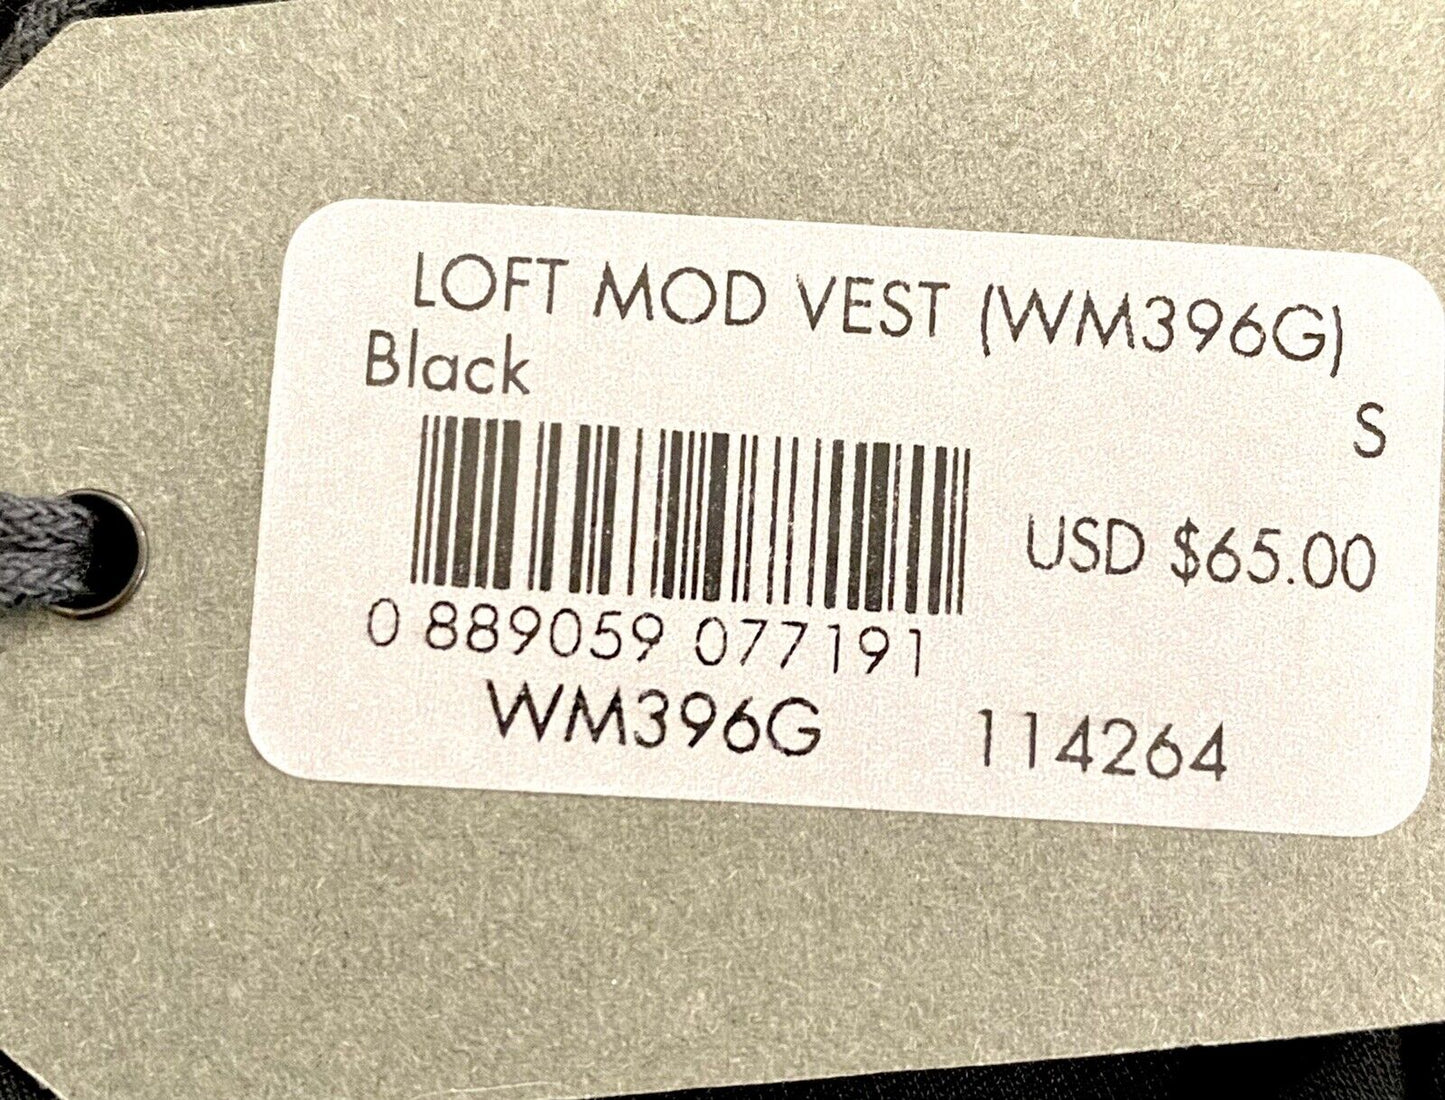 LOFT MOD VEST (WM396G)
Black
S
USD $65.00
0 889059 077191
WM396G 114264